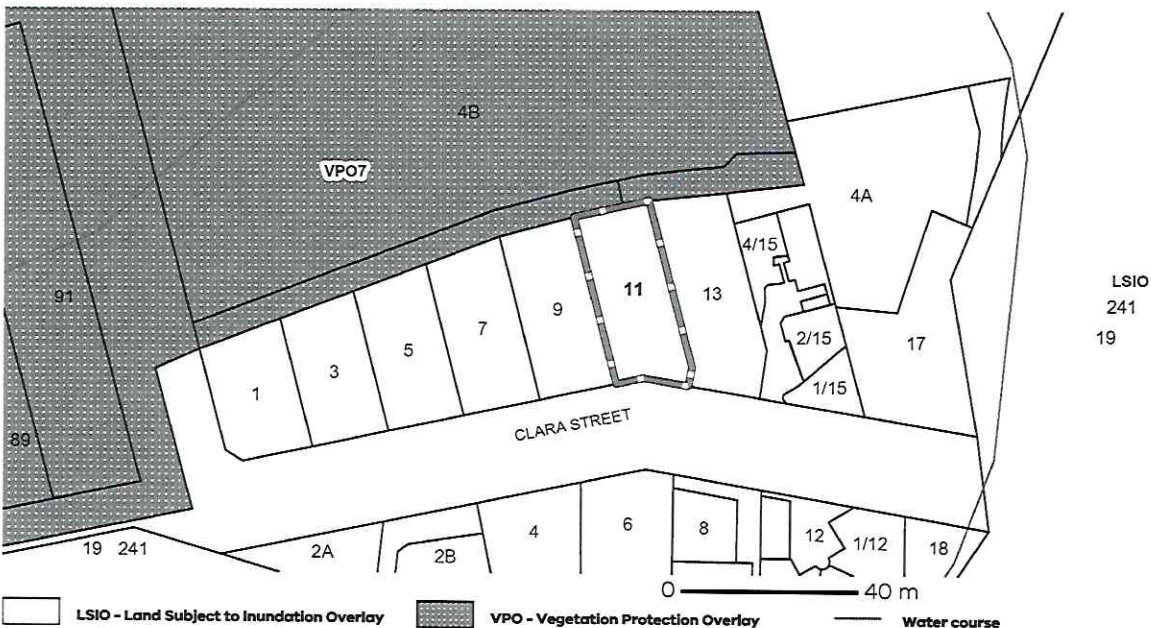 4B
VPO7
4A
91
4/15
LSIO
241
19
11
13
9
7
2/15
17
5
3
1
1/15
89
CLARA STREET
19 241
2A
2B
4
6
8
12
1/12
18
0 40 m
LSIO - Land Subject to Inundation Overlay
VPO - Vegetation Protection Overlay
Water course